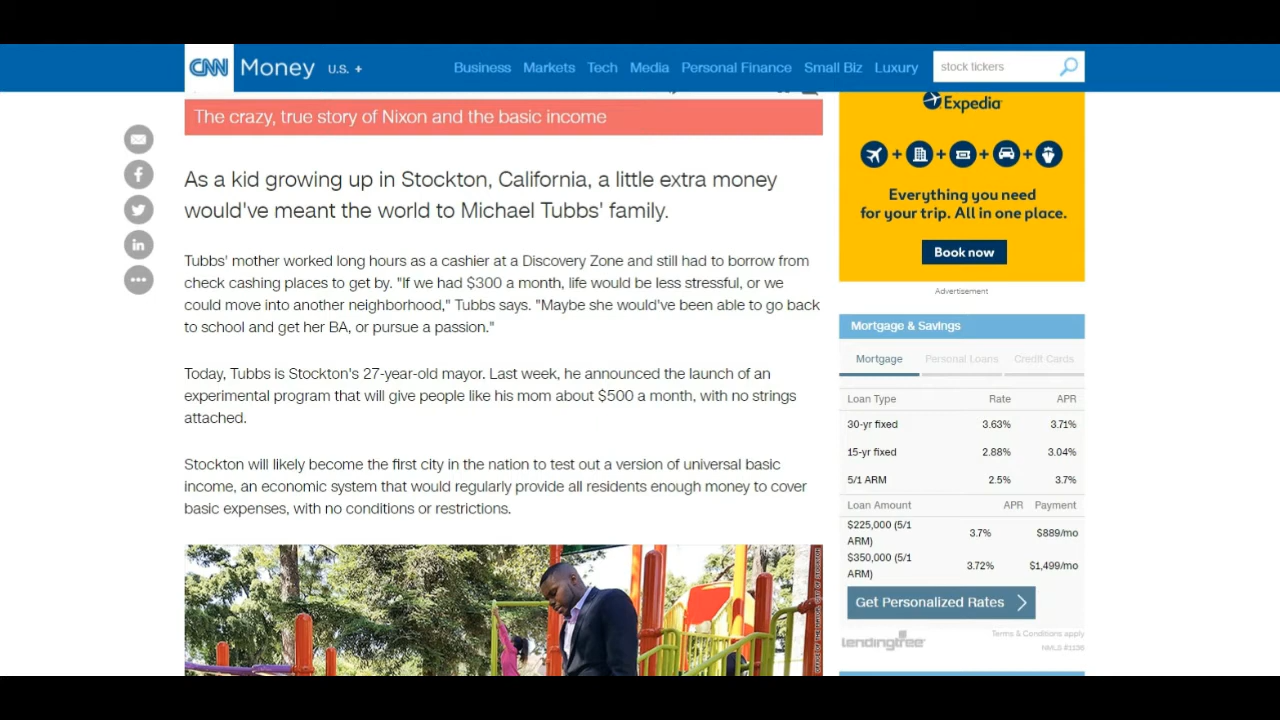 CNN Money U.S. +
Business Markets Tech Media Personal Finance Small Biz Luxury
stock tickers
The crazy, true story of Nixon and the basic income
As a kid growing up in Stockton, California, a little extra money
would've meant the world to Michael Tubbs' family.
Tubbs' mother worked long hours as a cashier at a Discovery Zone and still had to borrow from
check cashing places to get by. "If we had $300 a month, life would be less stressful, or we
could move into another neighborhood," Tubbs says. "Maybe she would've been able to go back
to school and get her BA, or pursue a passion."
Today, Tubbs is Stockton's 27-year-old mayor. Last week, he announced the launch of an
experimental program that will give people like his mom about $500 a month, with no strings
attached.
Stockton will likely become the first city in the nation to test out a version of universal basic
income, an economic system that would regularly provide all residents enough money to cover
basic expenses, with no conditions or restrictions.
Expedia
+ + + +
Everything you need
for your trip. All in one place.
Book now
Advertisement
Mortgage & Savings
Mortgage Personal Loans Credit Cards
Loan Type Rate APR
30-yr fixed 3.63% 3.71%
15-yr fixed 2.88% 3.04%
5/1 ARM 2.5% 3.7%
Loan Amount APR Payment
$225,000 (5/1
ARM) 3.7% $889/mo
$350,000 (5/1
ARM) 3.72% $1,499/mo
Get Personalized Rates
lendingtree
Terms & Conditions apply
NMLS #1136